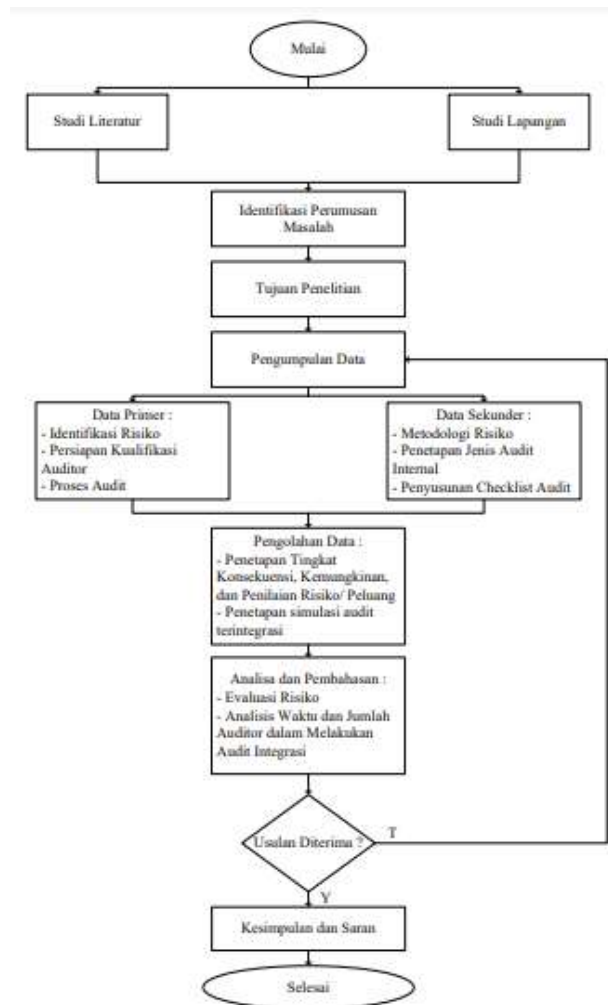 Mulai
Studi Literatur
Studi Lapangan
Identifikasi Perumusan
Masalah
Tujuan Penelitian
Pengumpulan Data
Data Primer :
- Identifikasi Risiko
- Persiapan Kualifikasi
Auditor
- Proses Audit
Data Sekunder :
- Metodologi Risiko
- Penetapan Jenis Audit
Internal
- Penyusunan Checklist Audit
Pengolahan Data :
- Penetapan Tingkat
Konsekuensi, Kemungkinan,
dan Penilaian Risiko/ Peluang
- Penetapan simulasi audit
terintegrasi
Analisa dan Pembahasan :
- Evaluasi Risiko
- Analisis Waktu dan Jumlah
Auditor dalam Melakukan
Audit Integrasi
Usulan Diterima ?
T
Y
Kesimpulan dan Saran
Selesai